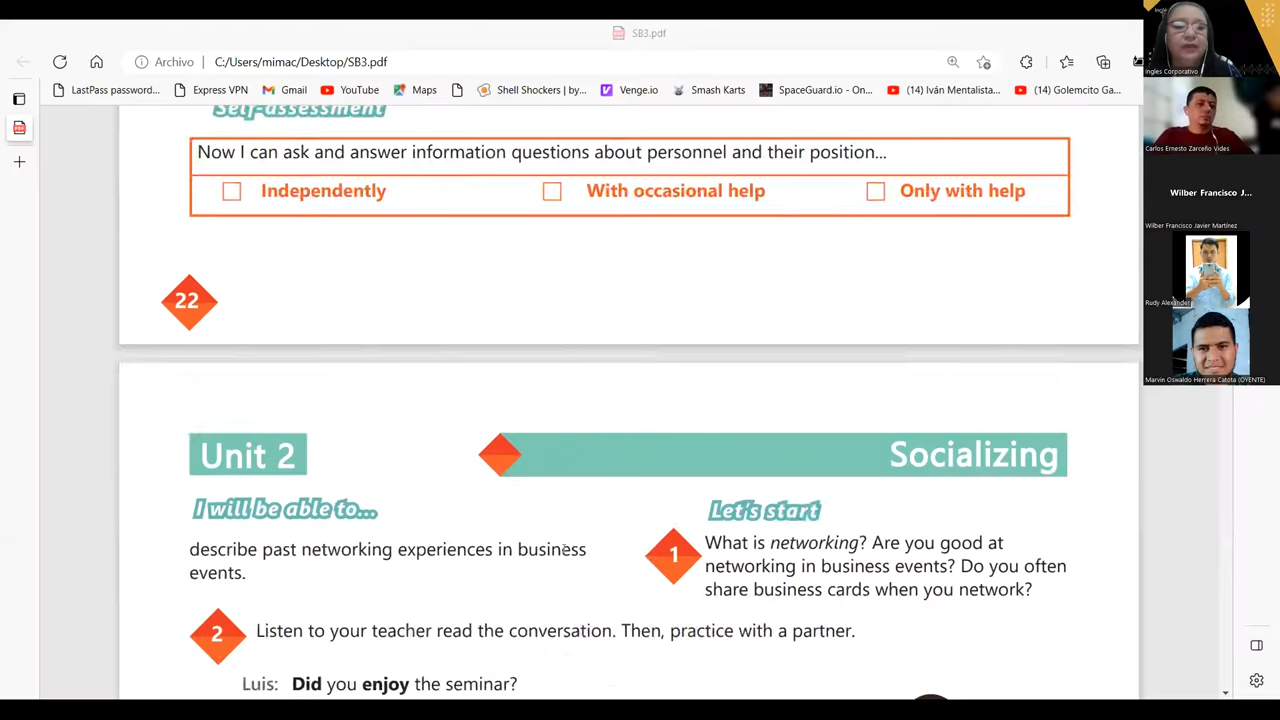 SB3.pdf
Archivo C:/Users/mimac/Desktop/SB3.pdf
LastPass password... Express VPN Gmail YouTube Maps Shell Shockers | by... Venge.io Smash Karts SpaceGuard.io - On... (14) Iván Mentalista... (14) Golemcito Ga...
Self-assessment
Now I can ask and answer information questions about personnel and their position...
Independently With occasional help Only with help
22
Unit 2 Socializing
I will be able to...
describe past networking experiences in business
events.
Let's start
1 What is networking? Are you good at
networking in business events? Do you often
share business cards when you network?
2 Listen to your teacher read the conversation. Then, practice with a partner.
Luis: Did you enjoy the seminar?
Ingles Corporativo
Carlos Ernesto Zarceño Vides
Wilber Francisco J...
Wilber Francisco Javier Martínez
Rudy Alexander
Marvin Oswaldo Herrera Catota (OYENTE)